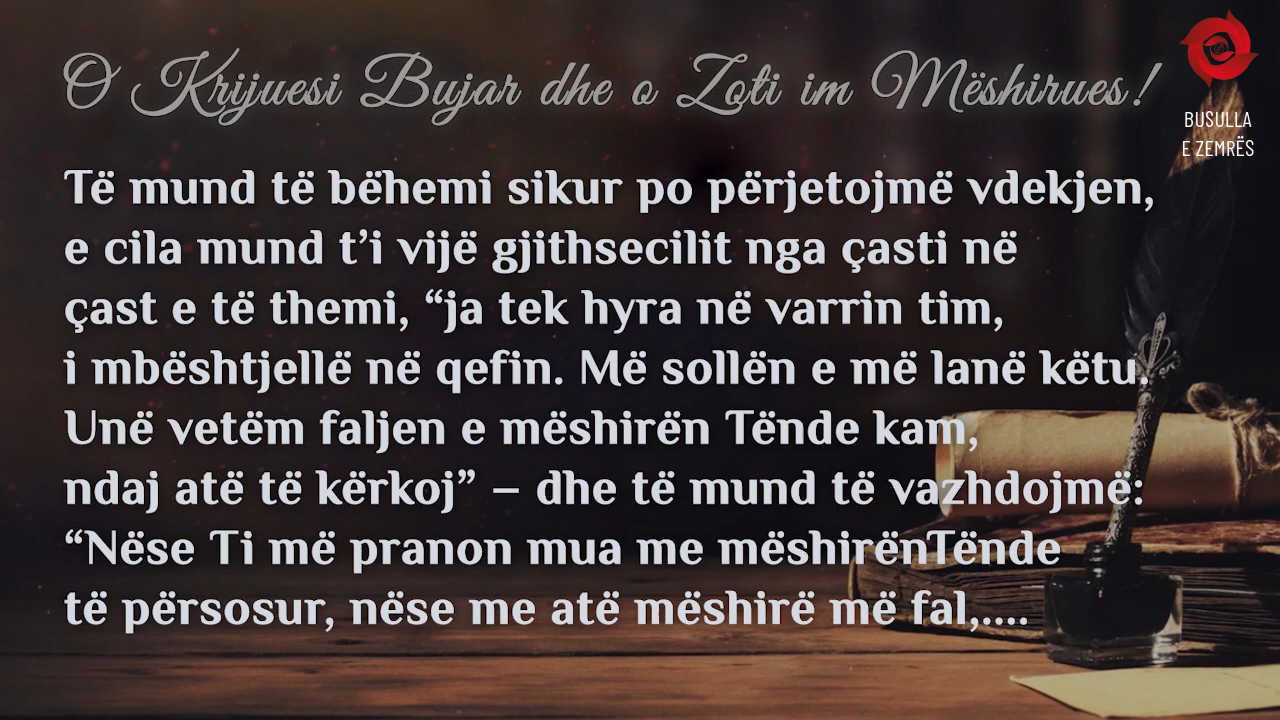 O Krijuesi Bujar dhe o Zoti im Mëshirues!
BUSULLA
E ZEMRËS
Të mund të bëhemi sikur po përjetojmë vdekjen,
e cila mund t’i vijë gjithsecilit nga çasti në
çast e të themi, “ja tek hyra në varrin tim,
i mbështjellë në qefin. Më sollën e më lanë këtu.
Unë vetëm faljen e mëshirën Tënde kam,
ndaj atë të kërkoj” – dhe të mund të vazhdojmë:
“Nëse Ti më pranon mua me mëshirënTënde
të përsosur, nëse me atë mëshirë më fal,....